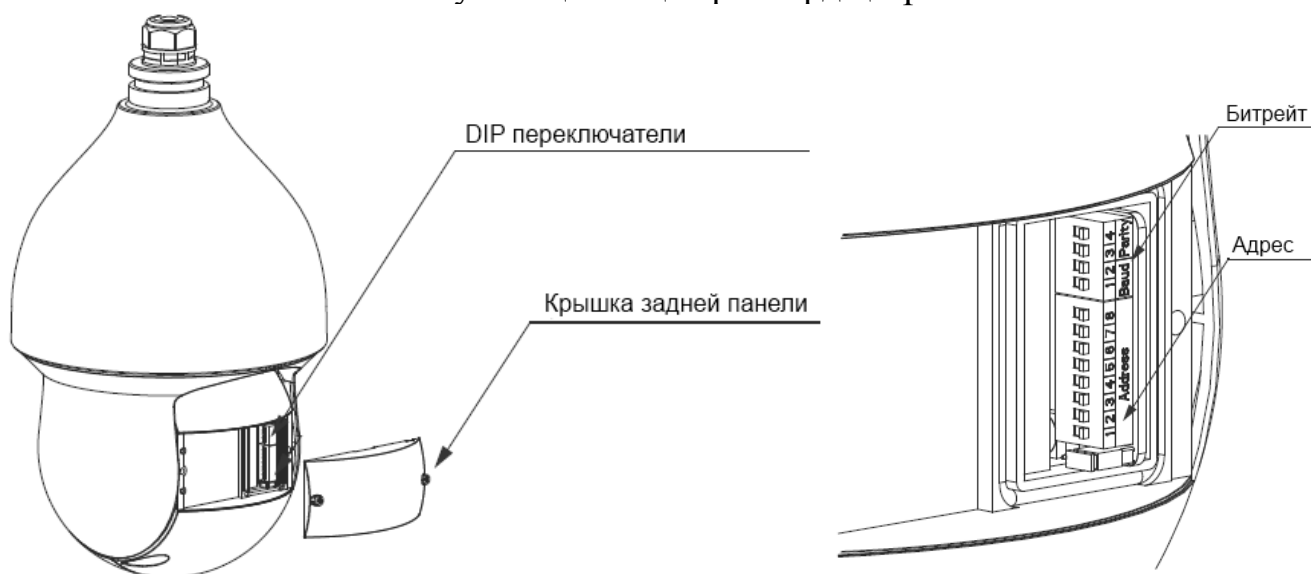 DIP переключатели
Крышка задней панели
Битрейт
Адрес
1 2 3 4
Baud Parity
1 2 3 4 5 6 7 8
Address